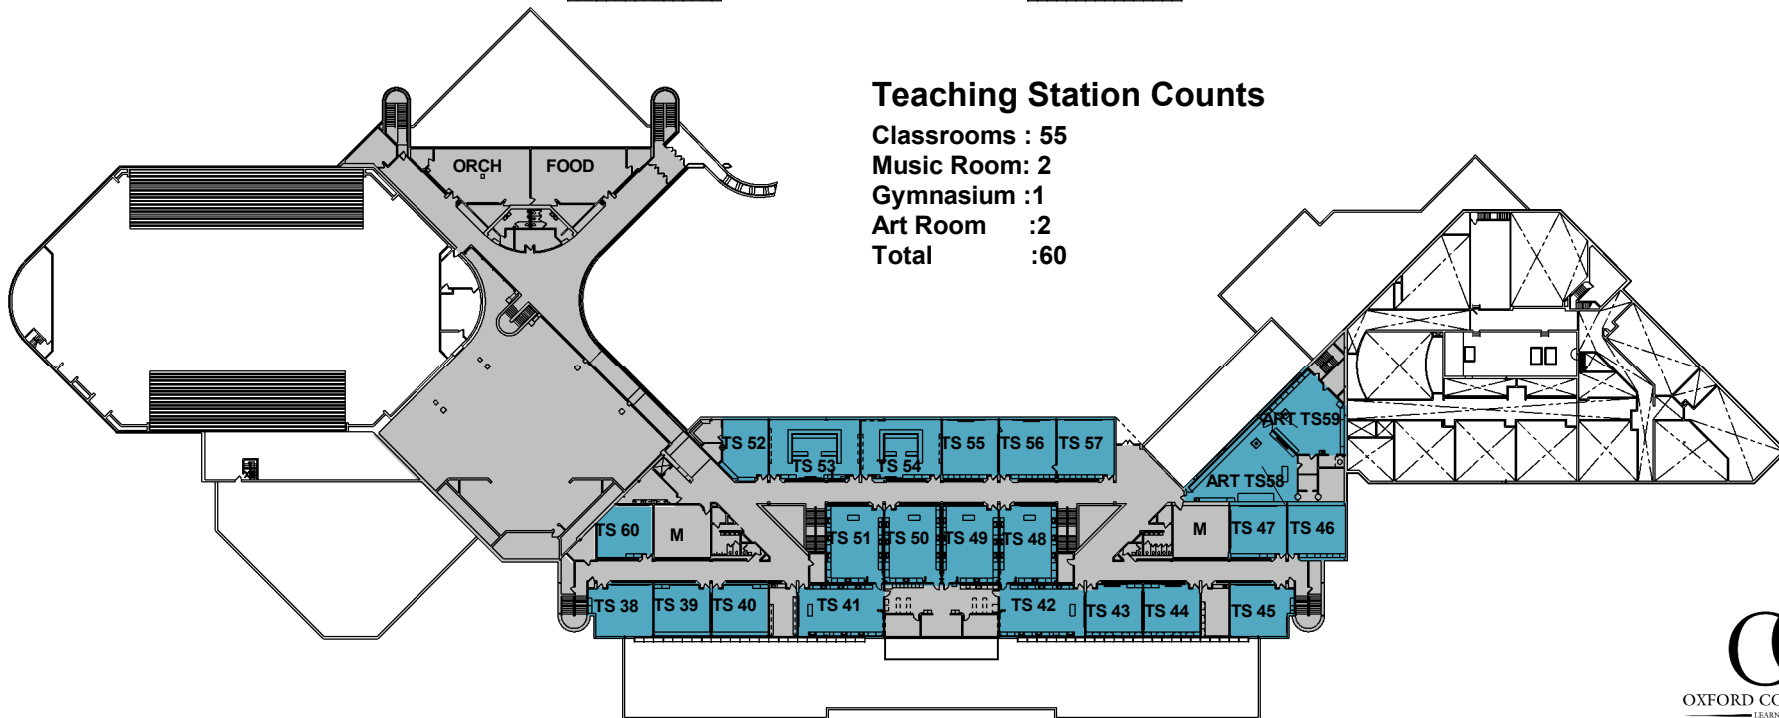 Teaching Station Counts
Classrooms : 55
Music Room: 2
Gymnasium :1
Art Room :2
Total :60
ORCH
FOOD
ART TS59
TS 52
TS 53
TS 54
TS 55
TS 56
TS 57
ART TS58
TS 60
M
TS 51
TS 50
TS 49
TS 48
M
TS 47
TS 46
TS 38
TS 39
TS 40
TS 41
TS 42
TS 43
TS 44
TS 45
OXFORD CO
LEARN